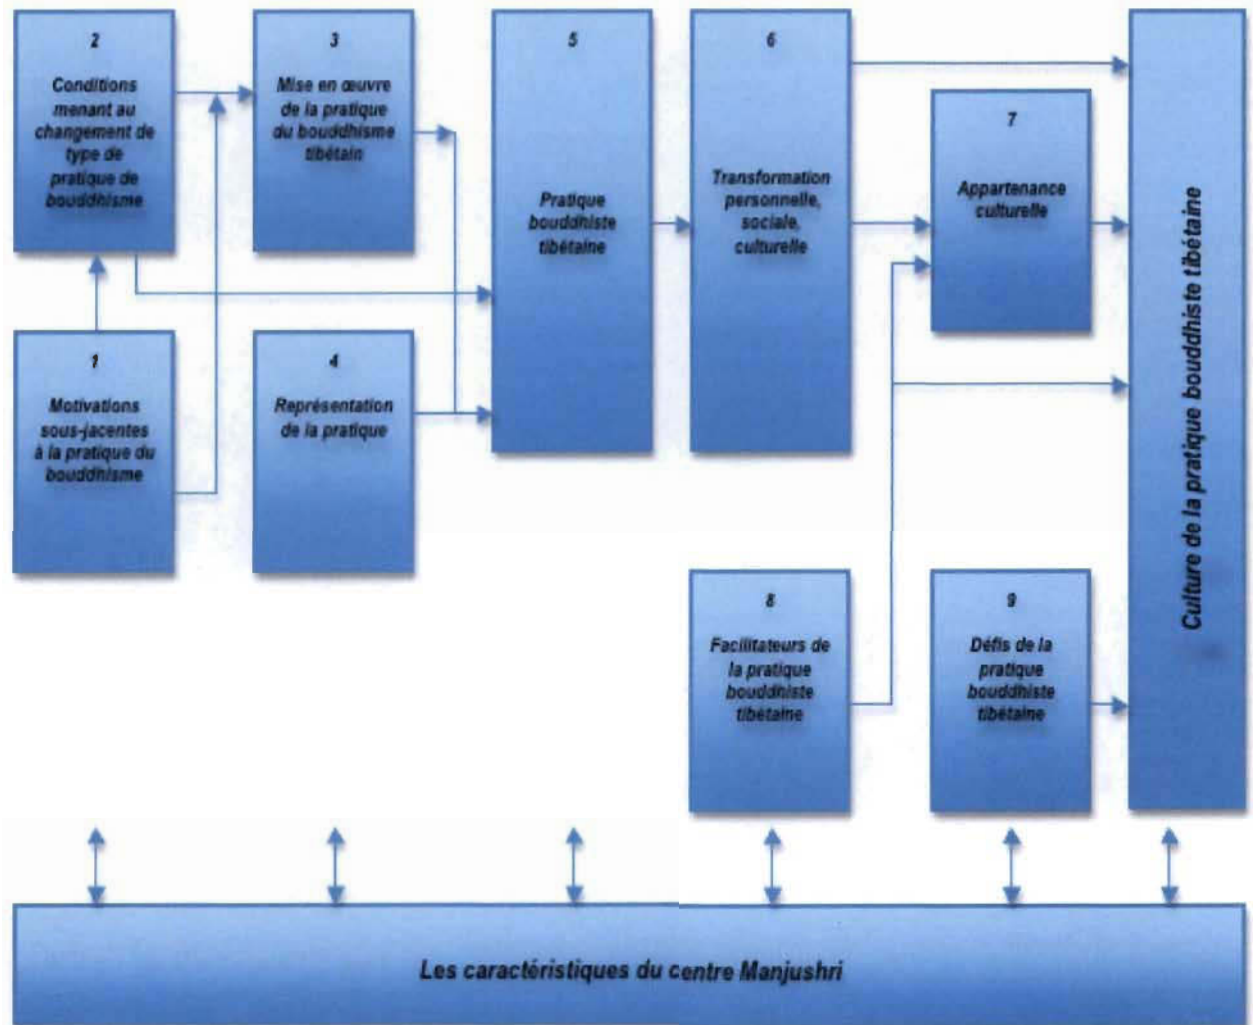 2
Conditions
menant au
changement de
type de
pratique de
bouddhisme
3
Mise en œuvre
de la pratique
du bouddhisme
tibétain
5
Pratique
bouddhiste
tibétaine
6
Transformation
personnelle,
sociale,
culturelle
7
Appartenance
culturelle
Culture de la pratique bouddhiste tibétaine
1
Motivations
sous-jacentes
à la pratique du
bouddhisme
4
Représentation
de la pratique
8
Facilitateurs de
la pratique
bouddhiste
tibétaine
9
Défis de la
pratique
bouddhiste
tibétaine
Les caractéristiques du centre Manjushri